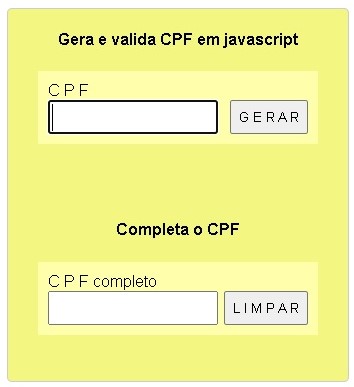 Gera e valida CPF em javascript
C P F
G E R A R
Completa o CPF
C P F completo
L I M P A R